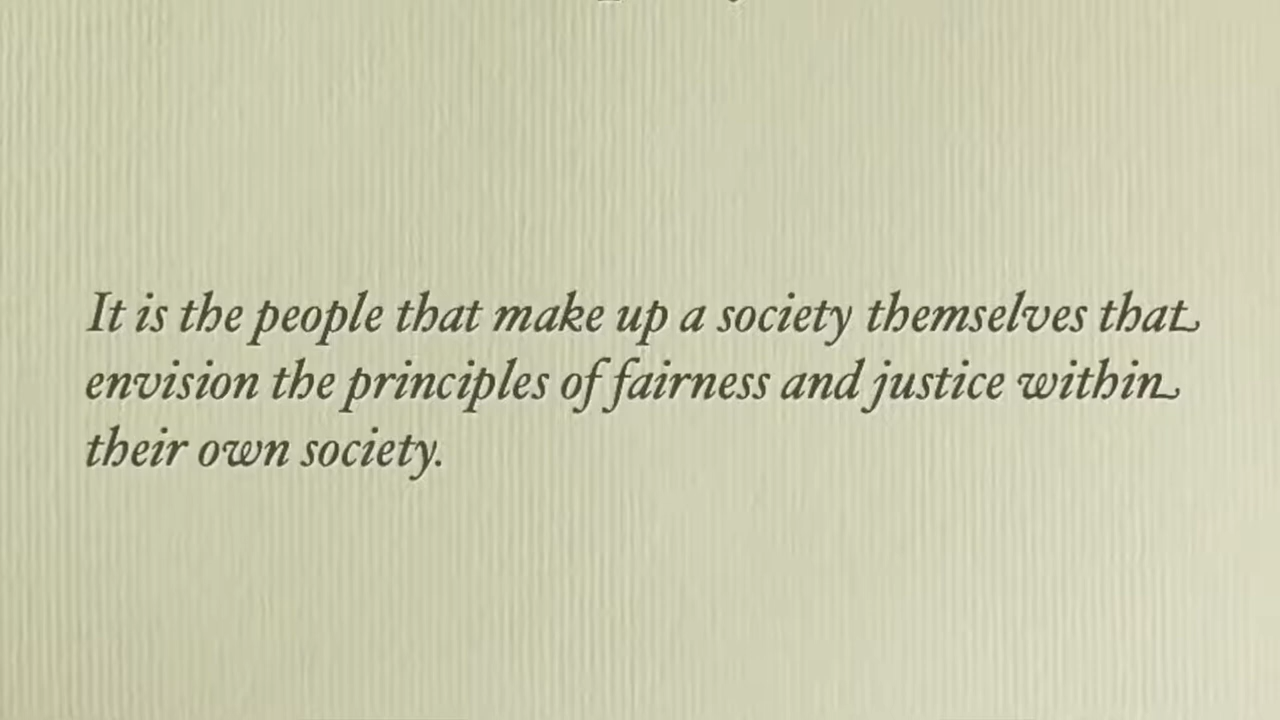 It is the people that make up a society themselves that
envision the principles of fairness and justice within
their own society.